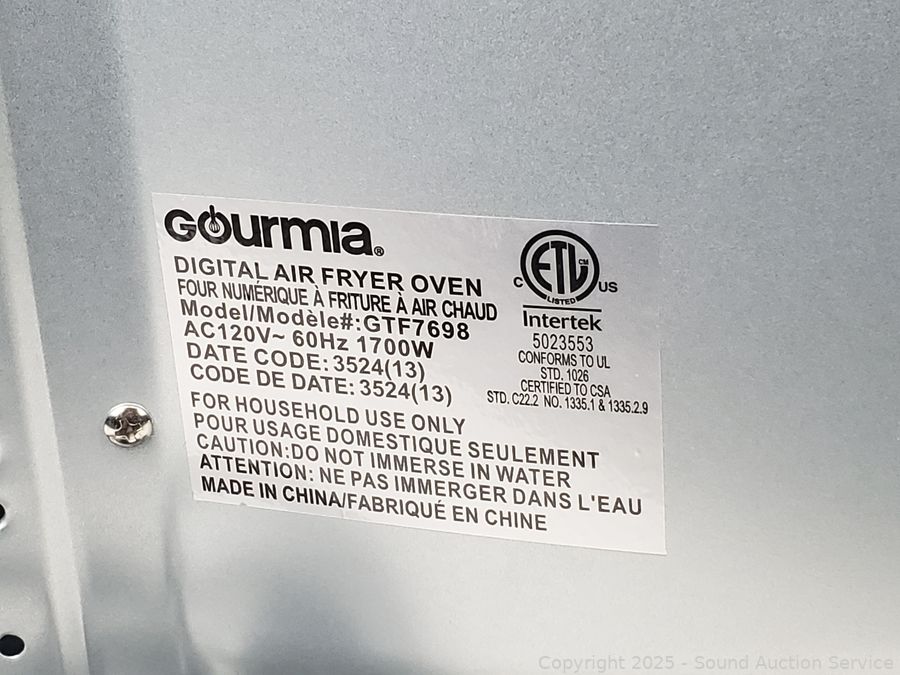 Gourmia®
DIGITAL AIR FRYER OVEN
FOUR NUMÉRIQUE À FRITURE À AIR CHAUD
Model/Modèle#:GTF7698
AC120V~ 60Hz 1700W
DATE CODE: 3524(13)
CODE DE DATE: 3524(13)
FOR HOUSEHOLD USE ONLY
POUR USAGE DOMESTIQUE SEULEMENT
CAUTION:DO NOT IMMERSE IN WATER
ATTENTION: NE PAS IMMERGER DANS L'EAU
MADE IN CHINA/FABRIQUÉ EN CHINE
ETL CM
LISTED
C US
Intertek
5023553
CONFORMS TO UL
STD. 1026
CERTIFIED TO CSA
STD. C22.2 NO. 1335.1 & 1335.2.9
Copyright 2025 - Sound Auction Service